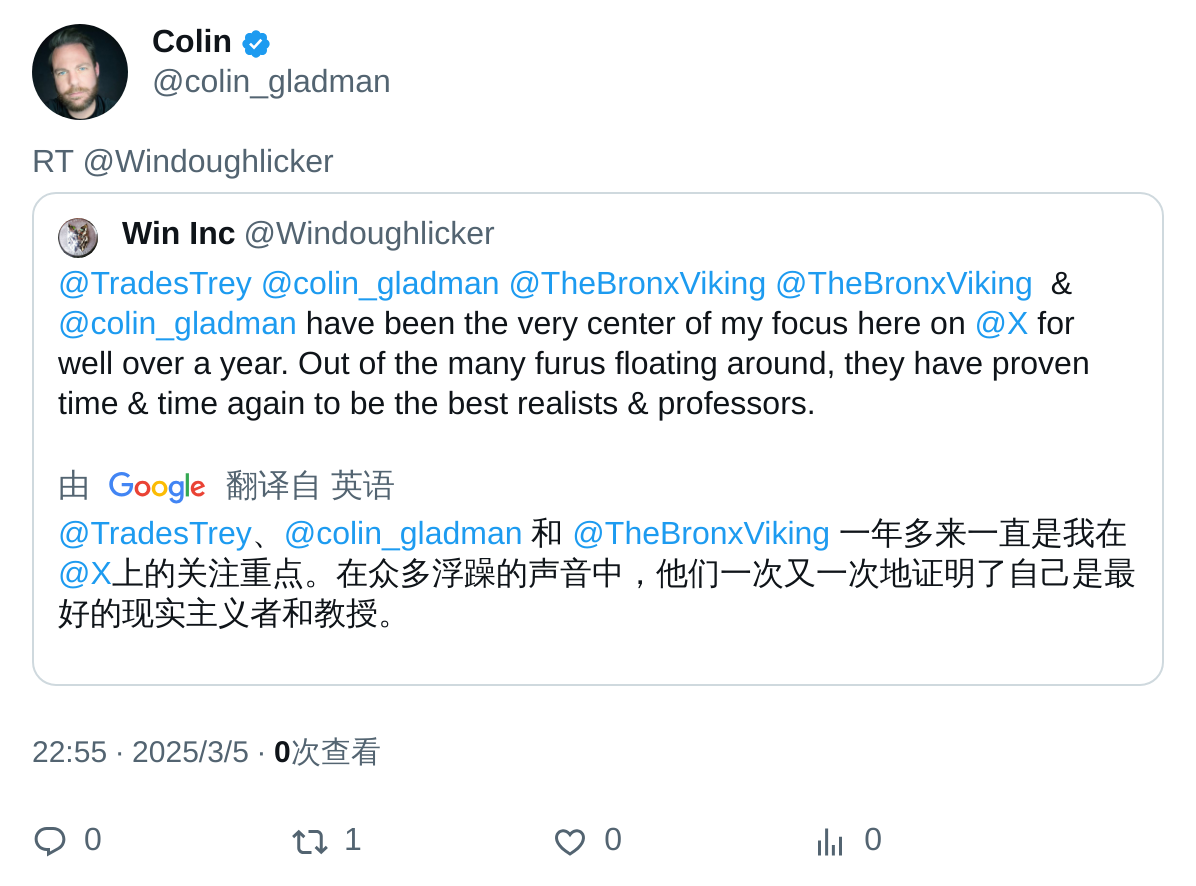 Colin
@colin_gladman
RT @Windoughlicker
Win Inc @Windoughlicker
@TradesTrey @colin_gladman @TheBronxViking @TheBronxViking  &
@colin_gladman have been the very center of my focus here on @X for
well over a year. Out of the many furus floating around, they have proven
time & time again to be the best realists & professors.
由 Google 翻译自 英语
@TradesTrey、@colin_gladman 和 @TheBronxViking 一年多来一直是我在
@X上的关注重点。在众多浮躁的声音中，他们一次又一次地证明了自己是最
好的现实主义者和教授。
22:55 · 2025/3/5 · 0次查看
0 1 0 0